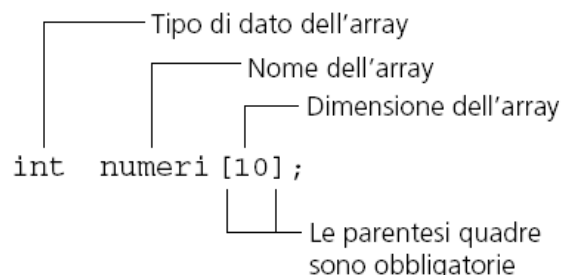 Tipo di dato dell'array
Nome dell'array
Dimensione dell'array
int numeri [10];
Le parentesi quadre
sono obbligatorie